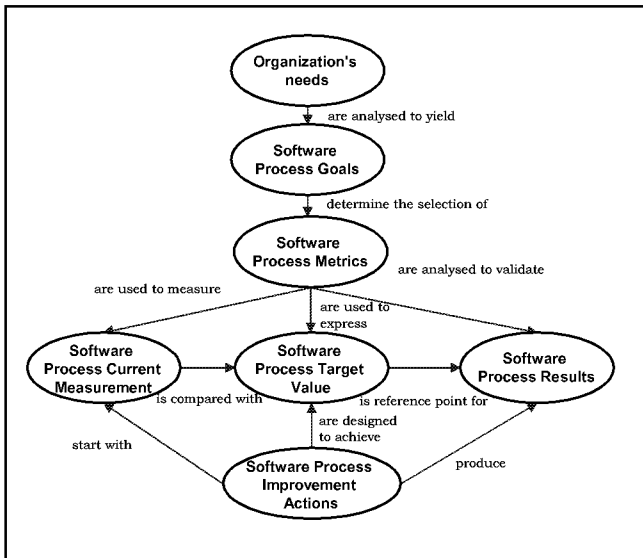 Organization's
needs
are analysed to yield
Software
Process Goals
determine the selection of
Software
Process Metrics
are analysed to validate
are used to measure
are used to
express
Software
Process Current
Measurement
Software
Process Target
Value
Software
Process Results
is compared with
is reference point for
are designed
to achieve
start with
produce
Software Process
Improvement
Actions